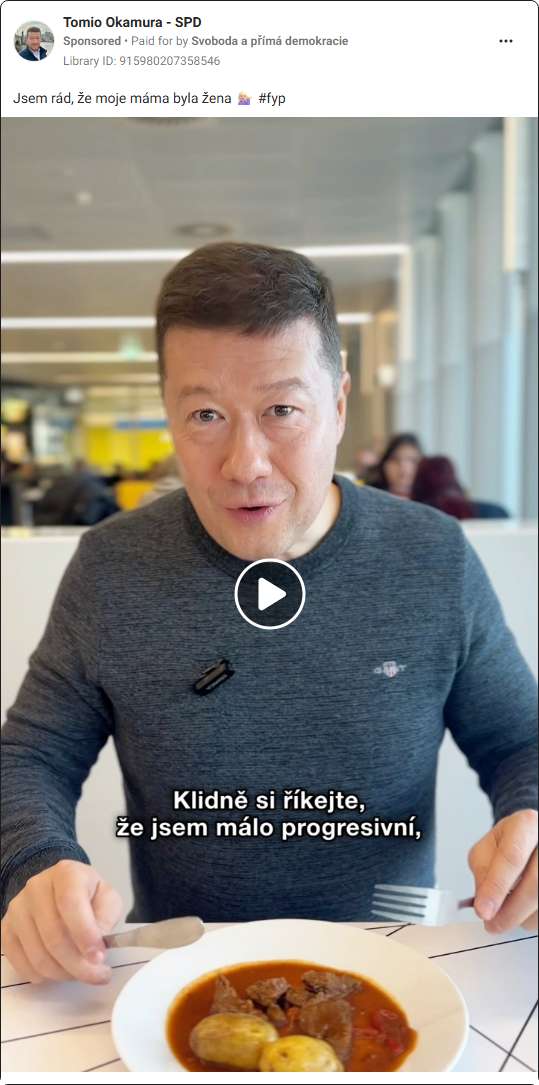 Tomio Okamura - SPD
Sponsored • Paid for by Svoboda a přímá demokracie
Library ID: 915980207358546
Jsem rád, že moje máma byla žena 💁🏼‍♀️ #fyp
GANT
Klidně si říkejte,
že jsem málo progresivní,